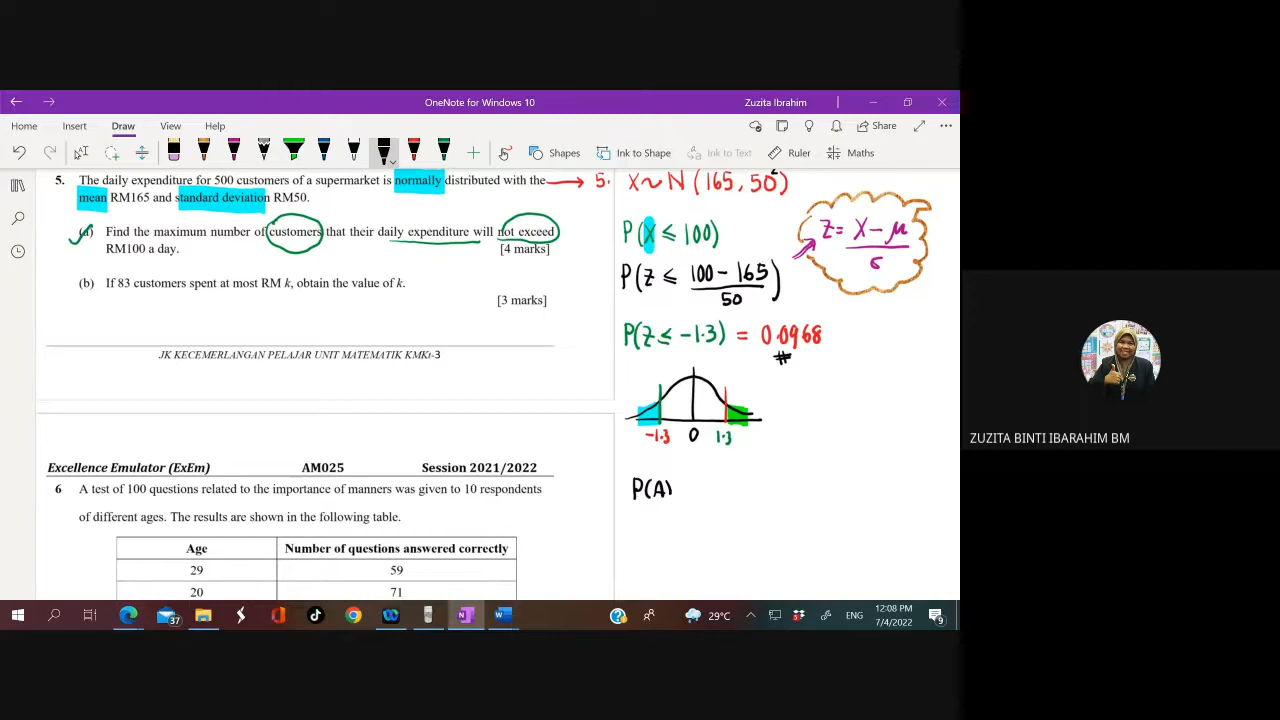 OneNote for Windows 10
Zuzita Ibrahim
Home Insert Draw View Help
Share
Shapes Ink to Shape Ink to Text Ruler Maths
5. The daily expenditure for 500 customers of a supermarket is normally distributed with the
mean RM165 and standard deviation RM50.
(a) Find the maximum number of customers that their daily expenditure will not exceed
RM100 a day.
[4 marks]
(b) If 83 customers spent at most RM k, obtain the value of k.
[3 marks]
JK KECEMERLANGAN PELAJAR UNIT MATEMATIK KMKt-3
Excellence Emulator (ExEm) AM025 Session 2021/2022
6 A test of 100 questions related to the importance of manners was given to 10 respondents
of different ages. The results are shown in the following table.
Age Number of questions answered correctly
29 59
20 71
5. X ~ N (165, 50²)
P(X ≤ 100)
Z = X - μ / σ
P(Z ≤ 100 - 165 / 50)
P(Z ≤ -1.3) = 0.0968
#
-1.3 0 1.3
P(A)
ZUZITA BINTI IBARAHIM BM
37
29°C
5
ENG
12:08 PM
7/4/2022
9